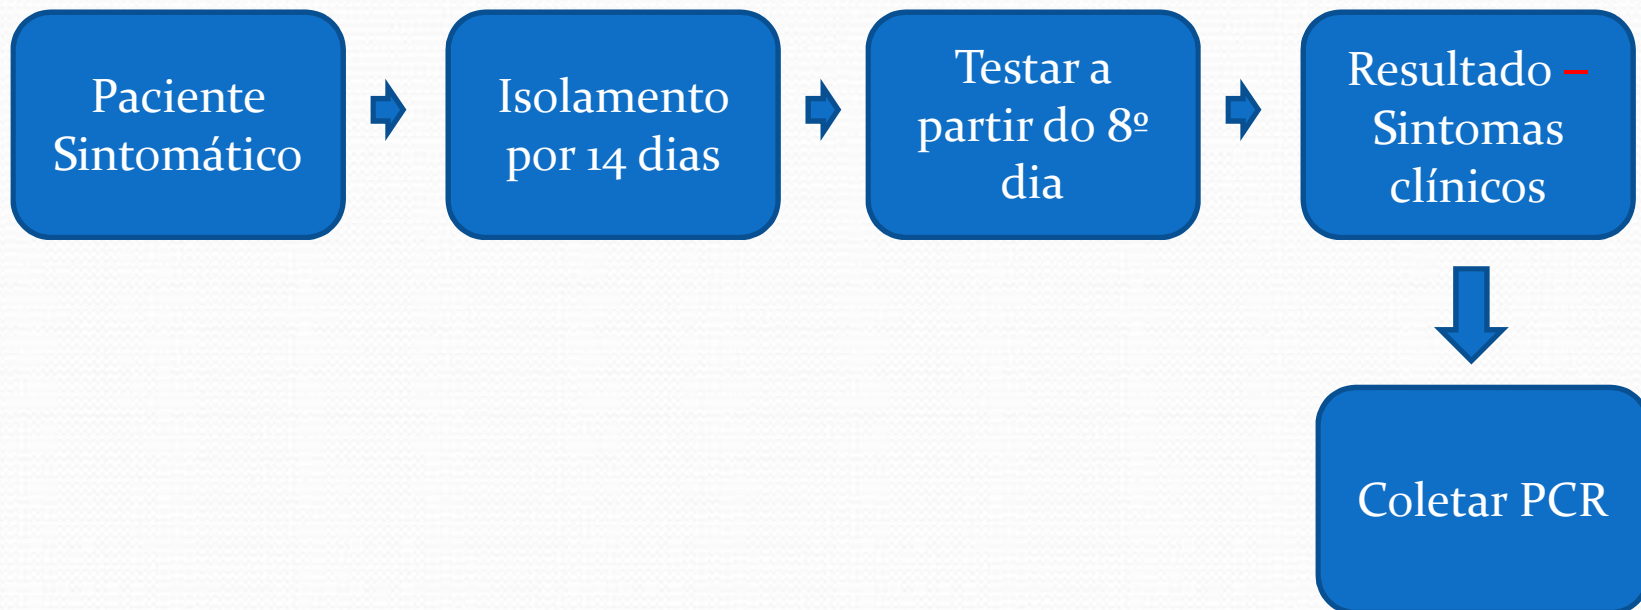 Paciente
Sintomático
Isolamento
por 14 dias
Testar a
partir do 8º
dia
Resultado –
Sintomas
clínicos
Coletar PCR